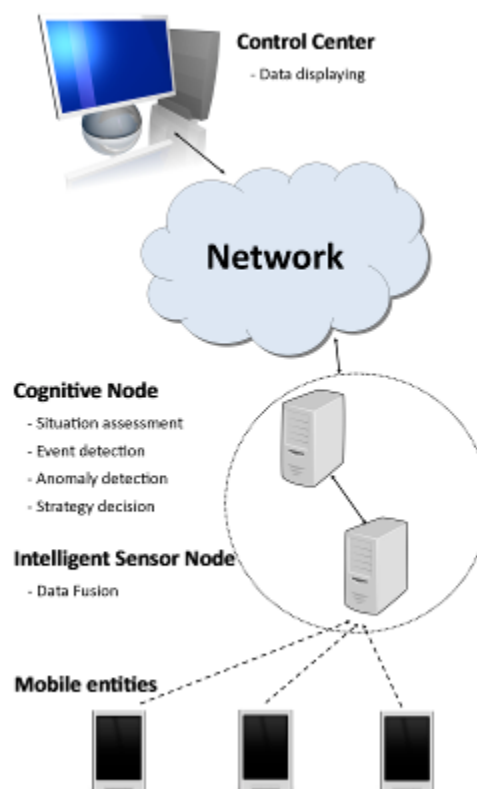 Control Center
- Data displaying
Network
Cognitive Node
- Situation assessment
- Event detection
- Anomaly detection
- Strategy decision
Intelligent Sensor Node
- Data Fusion
Mobile entities